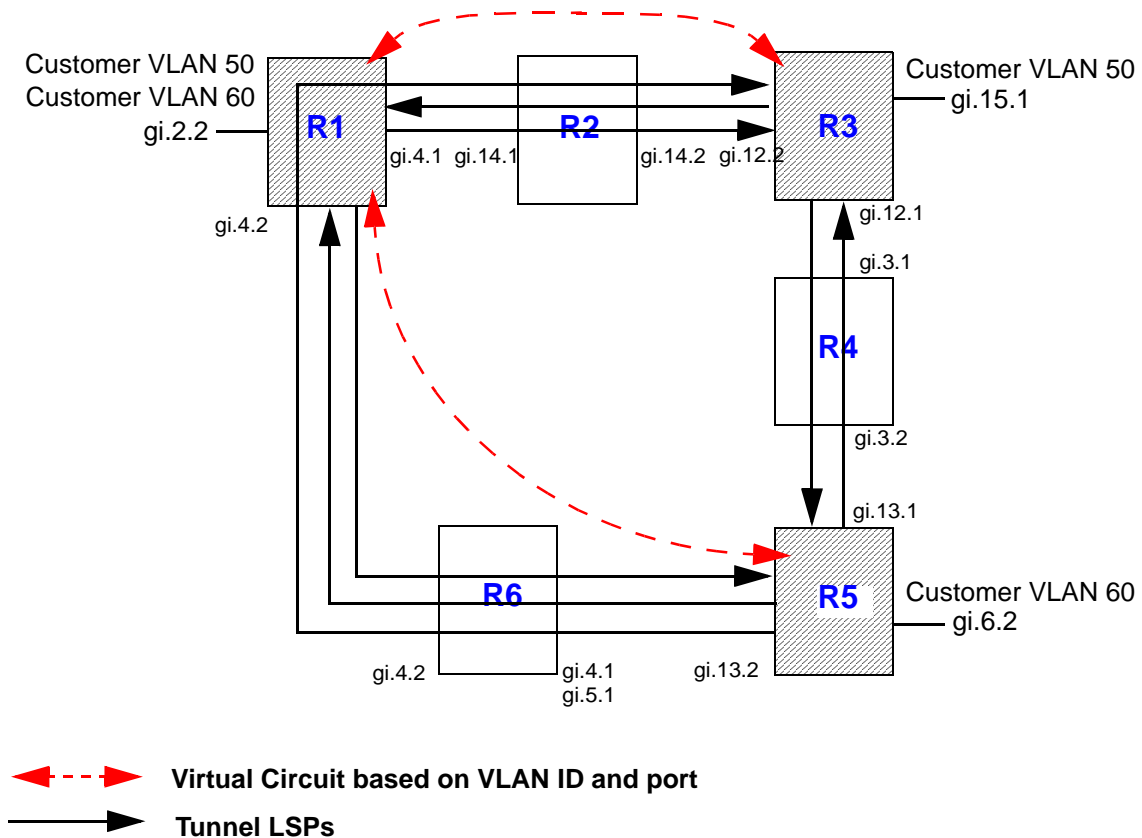 Customer VLAN 50
Customer VLAN 60
gi.2.2
R1
R2
R3
Customer VLAN 50
gi.15.1
gi.4.1
gi.14.1
gi.14.2
gi.12.2
gi.4.2
gi.12.1
gi.3.1
R4
gi.3.2
gi.13.1
R6
R5
Customer VLAN 60
gi.6.2
gi.4.2
gi.4.1
gi.5.1
gi.13.2
Virtual Circuit based on VLAN ID and port
Tunnel LSPs